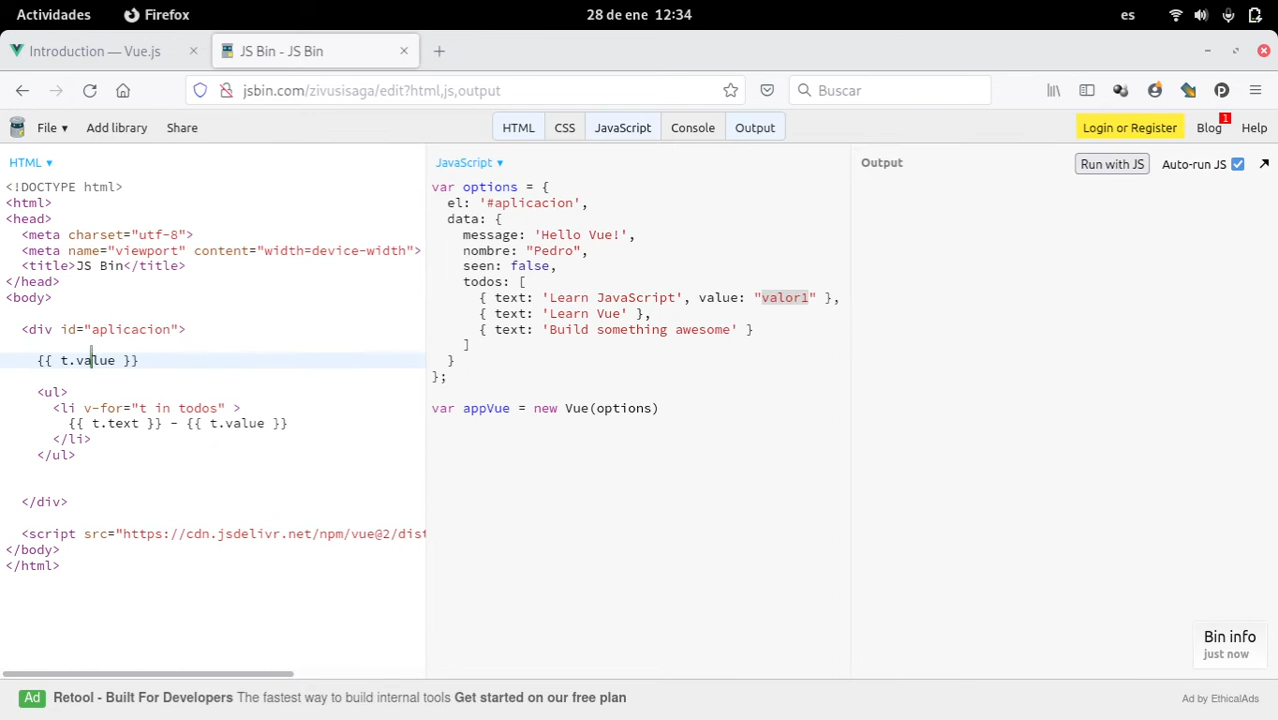 Actividades
Firefox
28 de ene 12:34
es
Introduction — Vue.js
JS Bin - JS Bin
jsbin.com/zivusisaga/edit?html,js,output
Buscar
File
Add library
Share
HTML
CSS
JavaScript
Console
Output
Login or Register
Blog
1
Help
HTML
<!DOCTYPE html>
<html>
<head>
<meta charset="utf-8">
<meta name="viewport" content="width=device-width">
<title>JS Bin</title>
</head>
<body>
<div id="aplicacion">
{{ t.value }}
<ul>
<li v-for="t in todos" >
{{ t.text }} - {{ t.value }}
</li>
</ul>
</div>
<script src="https://cdn.jsdelivr.net/npm/vue@2/dist
</body>
</html>
JavaScript
var options = {
el: '#aplicacion',
data: {
message: 'Hello Vue!',
nombre: "Pedro",
seen: false,
todos: [
{ text: 'Learn JavaScript', value: "valor1" },
{ text: 'Learn Vue' },
{ text: 'Build something awesome' }
]
}
};
var appVue = new Vue(options)
Output
Run with JS
Auto-run JS
Bin info
just now
Ad
Retool - Built For Developers The fastest way to build internal tools Get started on our free plan
Ad by EthicalAds